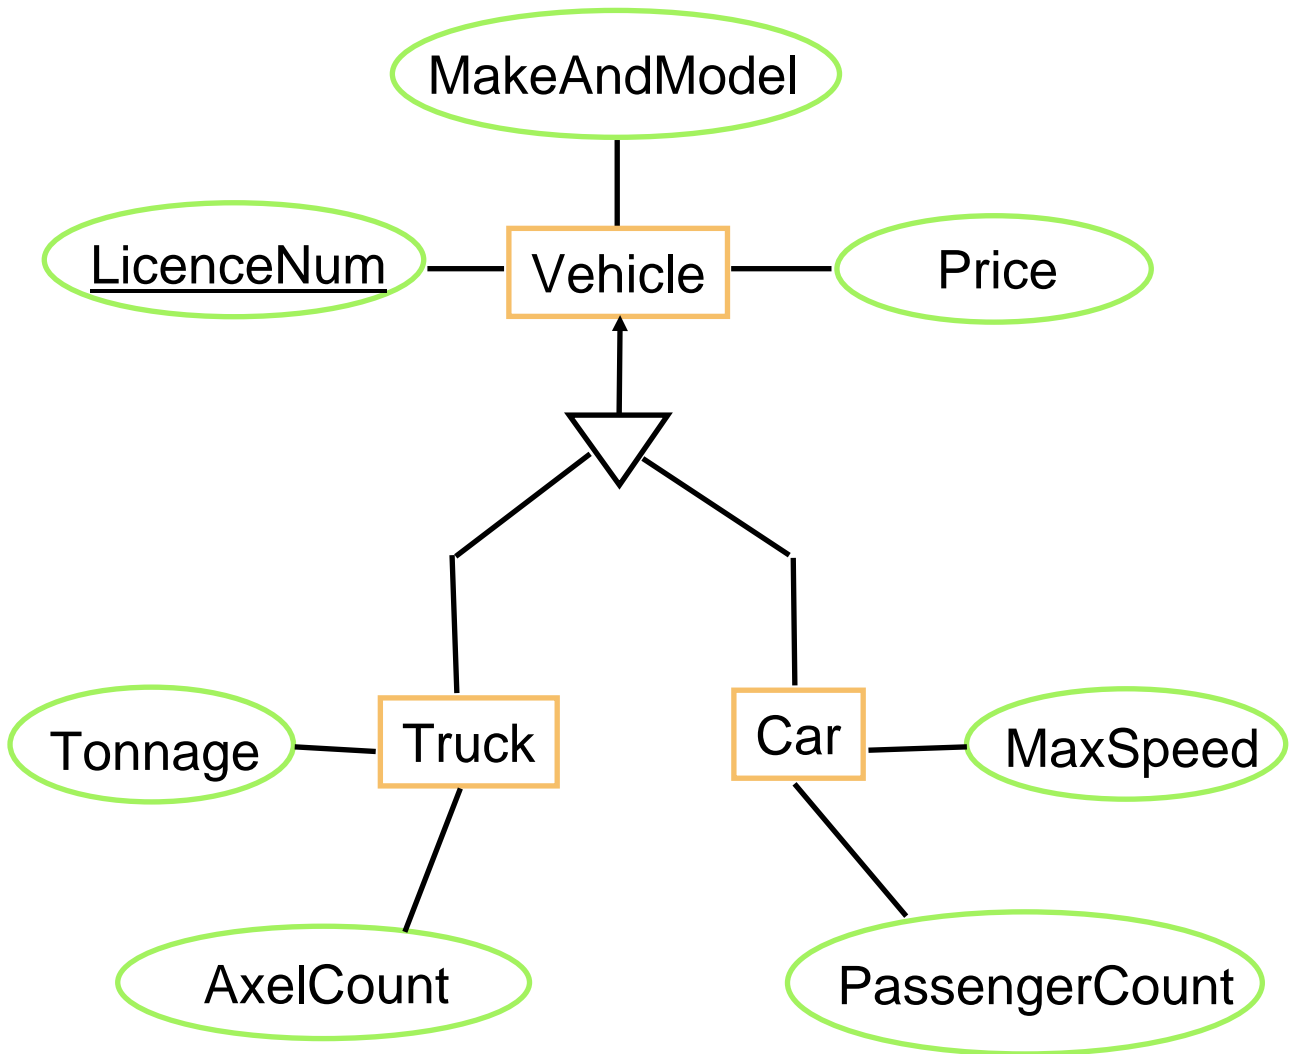 MakeAndModel
LicenceNum
Vehicle
Price
Truck
Car
Tonnage
MaxSpeed
AxelCount
PassengerCount